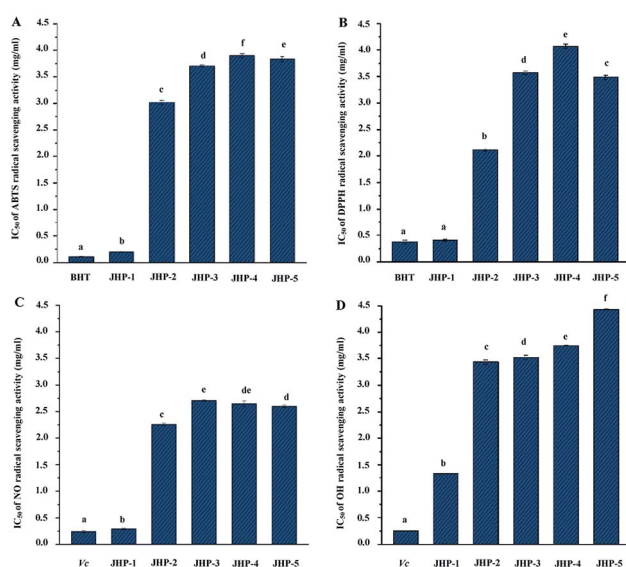 A
IC50 of ABTS radical scavenging activity (mg/ml)
4.5
4.0
3.5
3.0
2.5
2.0
1.5
1.0
0.5
0.0
a
b
c
d
f
e
BHT JHP-1 JHP-2 JHP-3 JHP-4 JHP-5
B
IC50 of DPPH radical scavenging activity (mg/ml)
4.5
4.0
3.5
3.0
2.5
2.0
1.5
1.0
0.5
0.0
a
a
b
d
e
c
BHT JHP-1 JHP-2 JHP-3 JHP-4 JHP-5
C
IC50 of NO radical scavenging activity (mg/ml)
4.5
4.0
3.5
3.0
2.5
2.0
1.5
1.0
0.5
0.0
a
b
c
e
de
d
Vc JHP-1 JHP-2 JHP-3 JHP-4 JHP-5
D
IC50 of OH radical scavenging activity (mg/ml)
4.5
4.0
3.5
3.0
2.5
2.0
1.5
1.0
0.5
0.0
a
b
c
d
e
f
Vc JHP-1 JHP-2 JHP-3 JHP-4 JHP-5